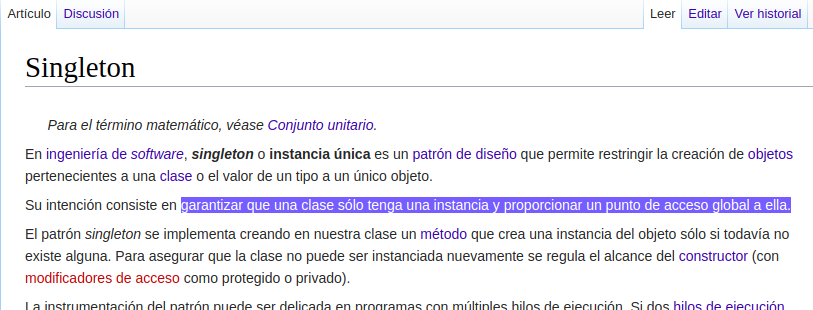 Artículo Discusión Leer Editar Ver historial
Singleton
Para el término matemático, véase Conjunto unitario.
En ingeniería de software, singleton o instancia única es un patrón de diseño que permite restringir la creación de objetos
pertenecientes a una clase o el valor de un tipo a un único objeto.
Su intención consiste en garantizar que una clase sólo tenga una instancia y proporcionar un punto de acceso global a ella.
El patrón singleton se implementa creando en nuestra clase un método que crea una instancia del objeto sólo si todavía no
existe alguna. Para asegurar que la clase no puede ser instanciada nuevamente se regula el alcance del constructor (con
modificadores de acceso como protegido o privado).
La instrumentación del patrón puede ser delicada en programas con múltiples hilos de ejecución. Si dos hilos de ejecución